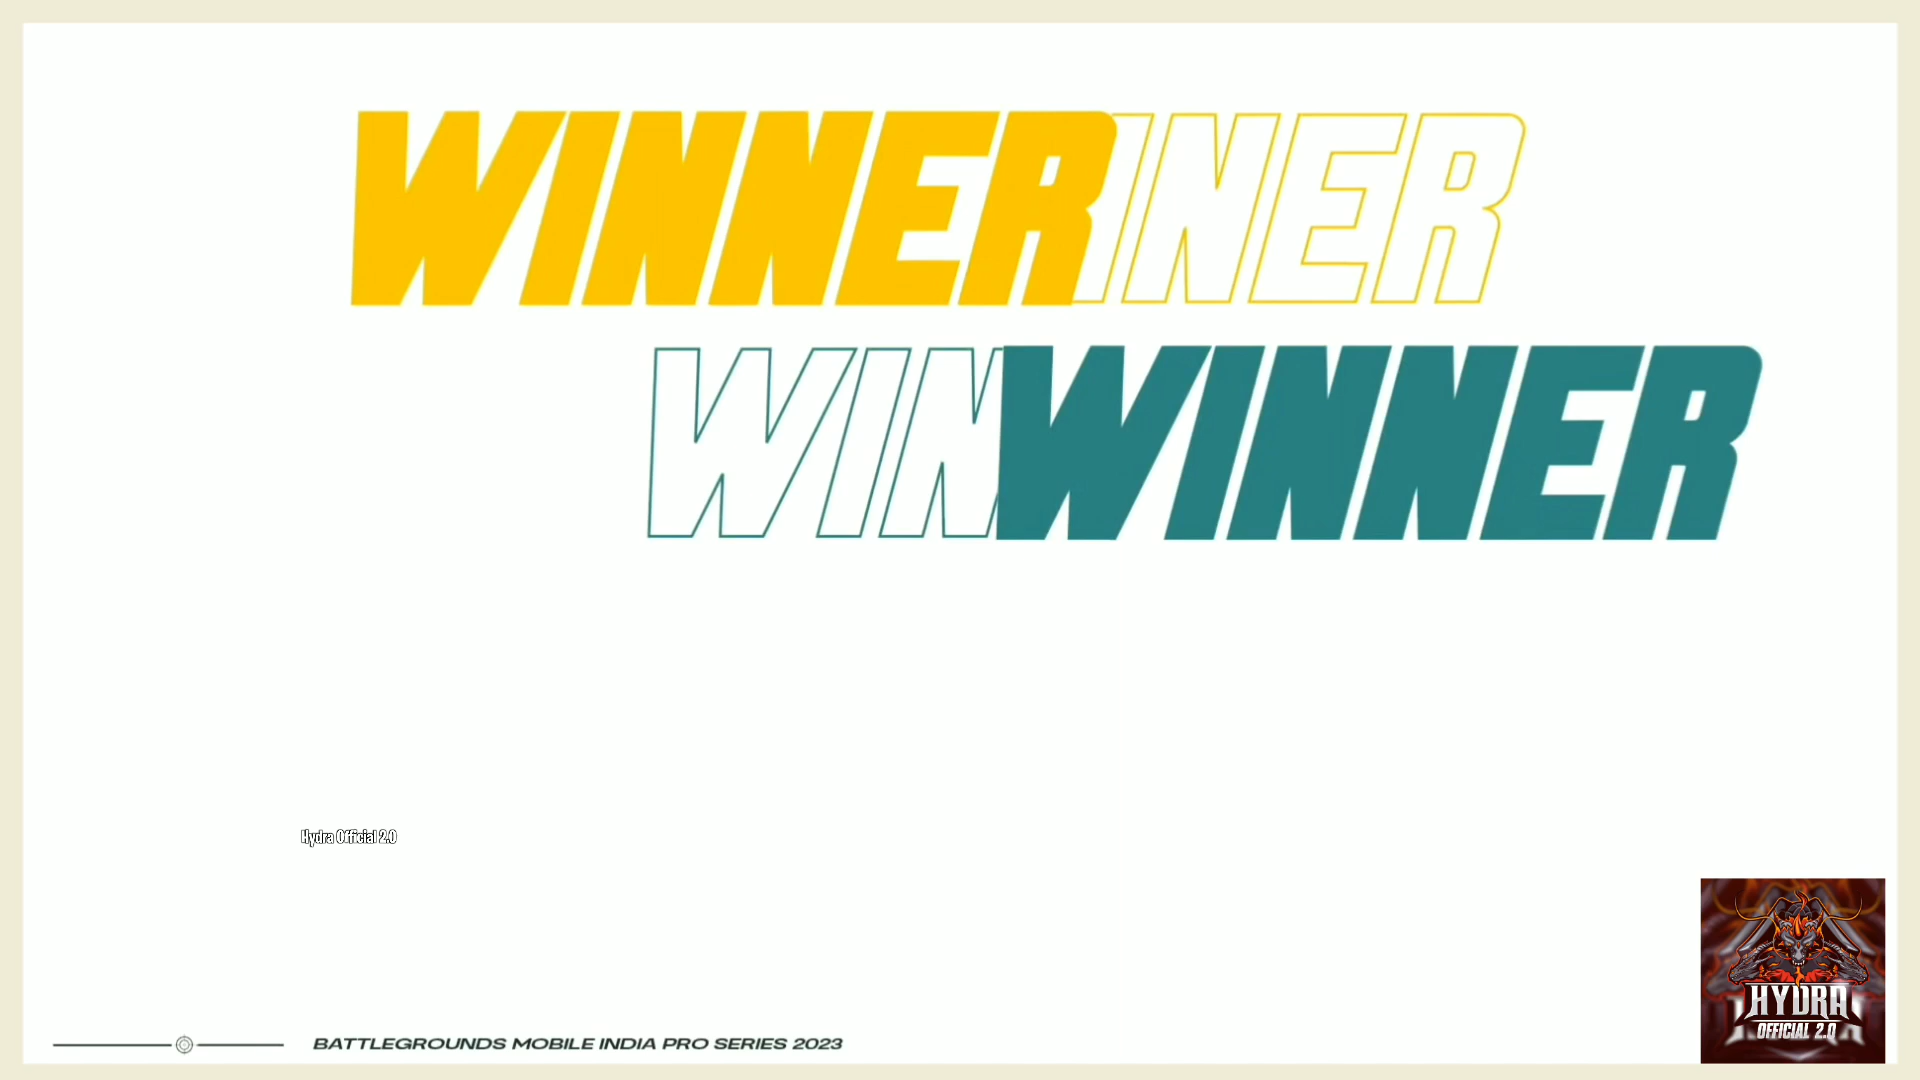 WINNERINER
WINWINNER
Hydra Official 2.0
HYDRA
OFFICIAL 2.0
BATTLEGROUNDS MOBILE INDIA PRO SERIES 2023